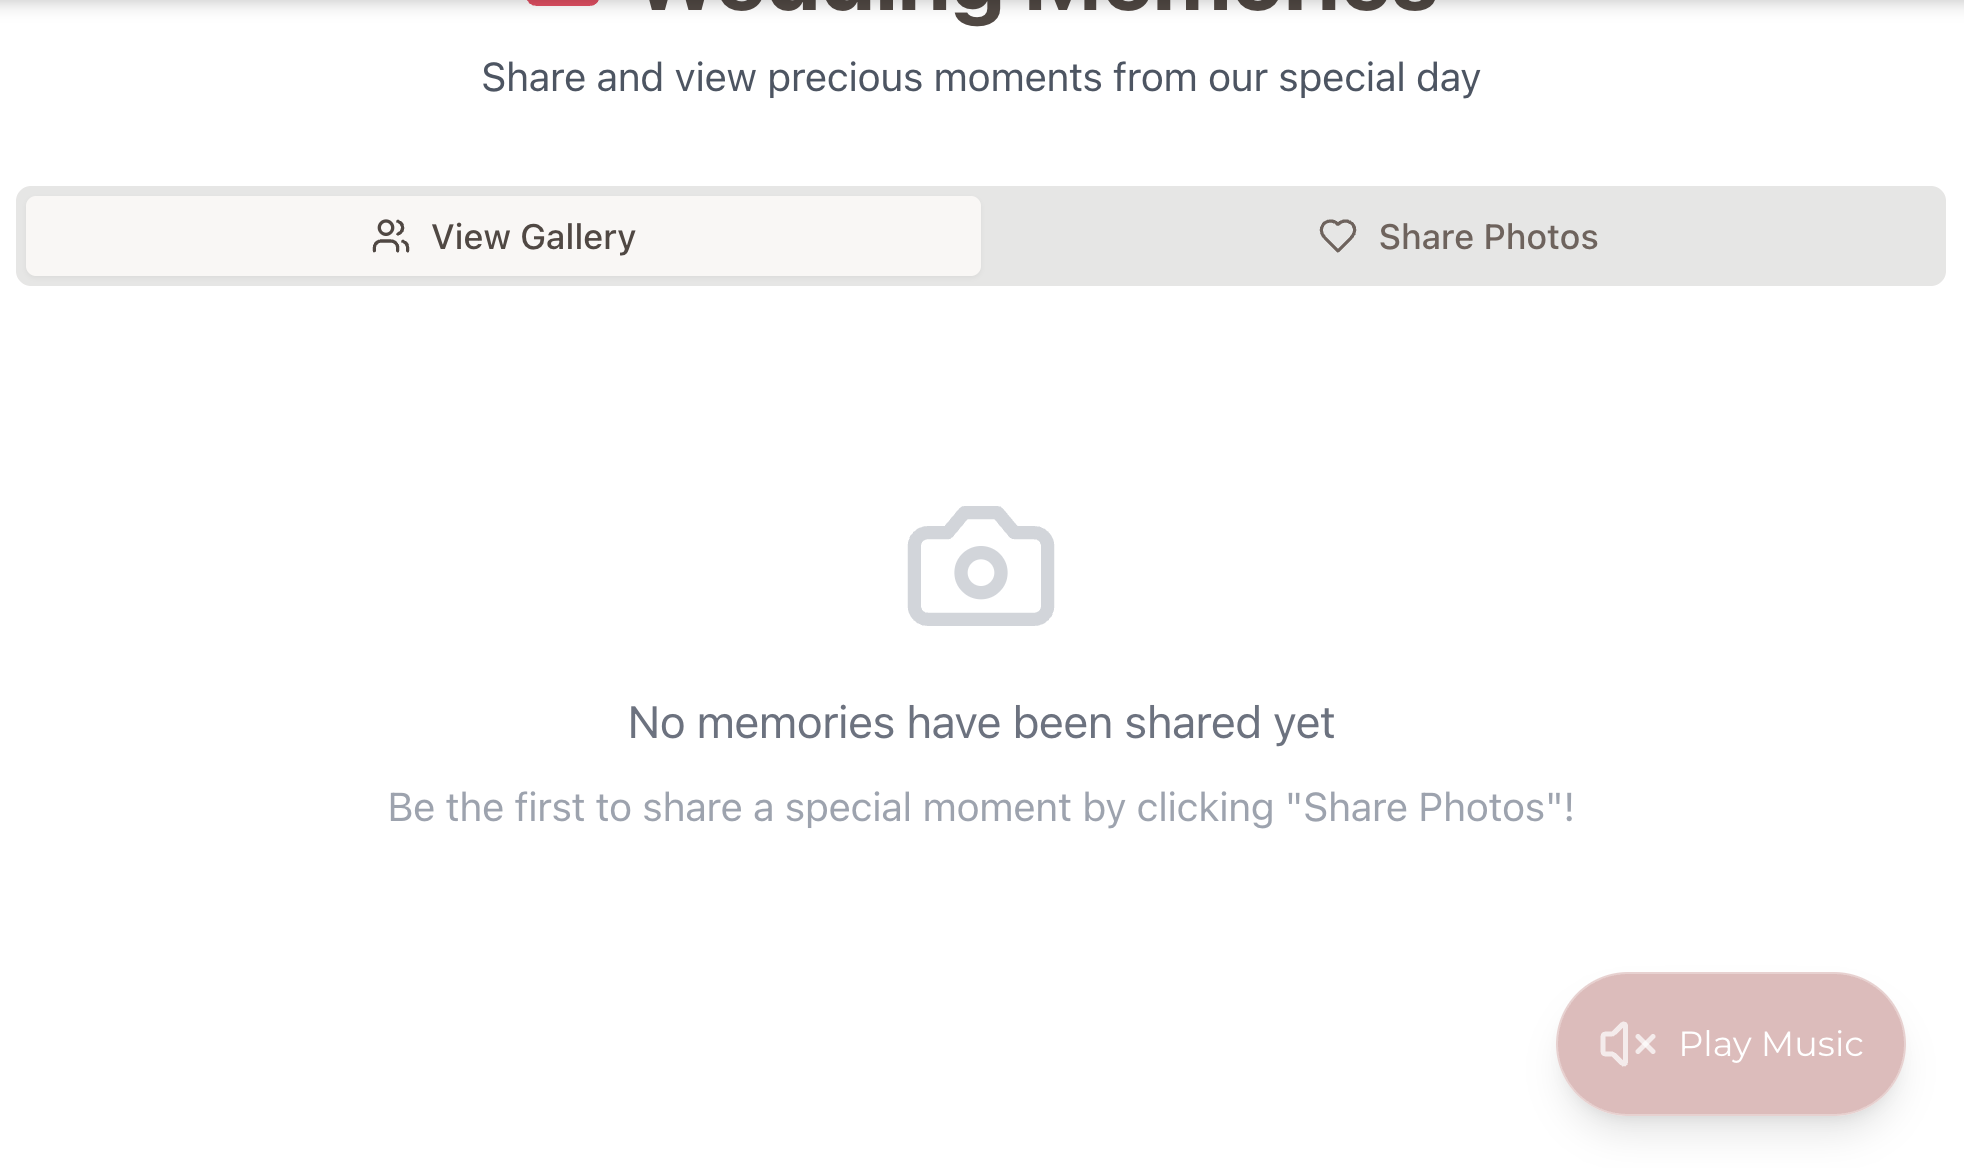 Wedding Memories
Share and view precious moments from our special day
View Gallery
Share Photos
No memories have been shared yet
Be the first to share a special moment by clicking "Share Photos"!
Play Music